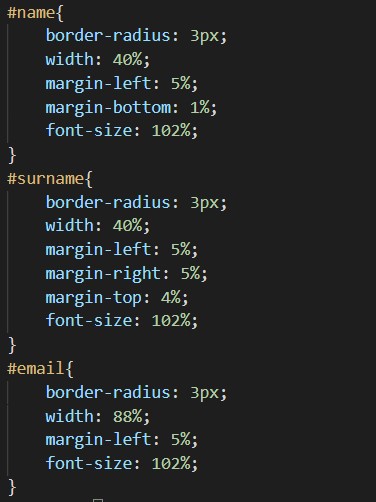 #name{
    border-radius: 3px;
    width: 40%;
    margin-left: 5%;
    margin-bottom: 1%;
    font-size: 102%;
}
#surname{
    border-radius: 3px;
    width: 40%;
    margin-left: 5%;
    margin-right: 5%;
    margin-top: 4%;
    font-size: 102%;
}
#email{
    border-radius: 3px;
    width: 88%;
    margin-left: 5%;
    font-size: 102%;
}